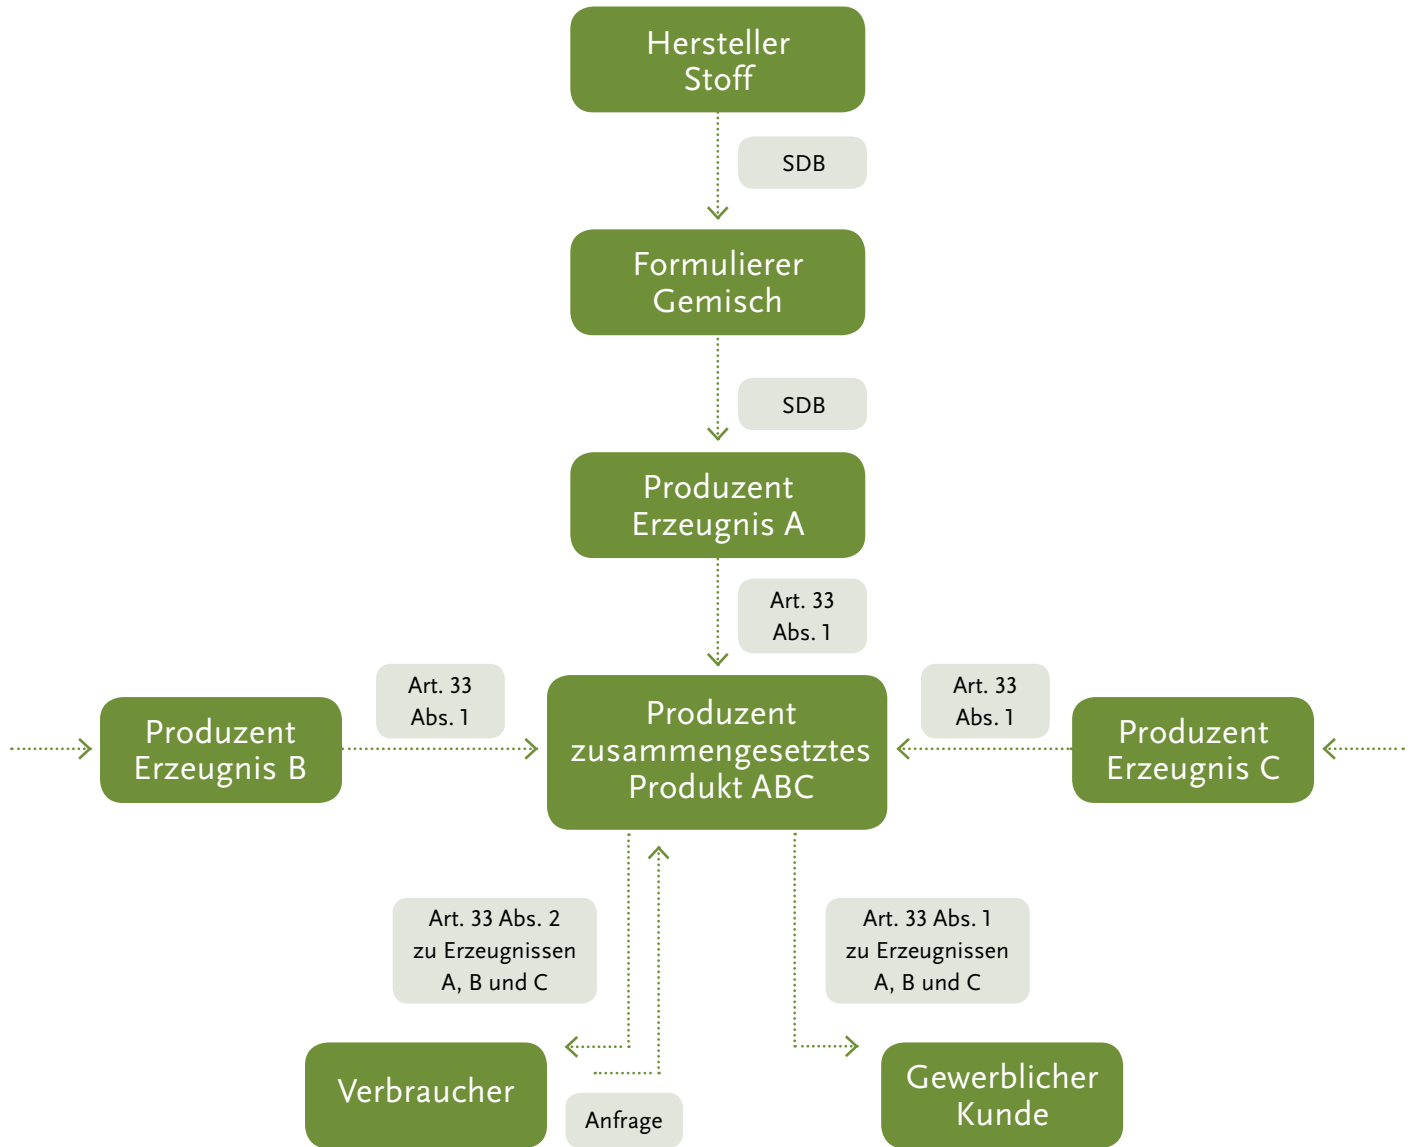 Hersteller
Stoff
SDB
Formulierer
Gemisch
SDB
Produzent
Erzeugnis A
Art. 33
Abs. 1
Art. 33
Abs. 1
Art. 33
Abs. 1
Produzent
Erzeugnis B
Produzent
zusammengesetztes
Produkt ABC
Produzent
Erzeugnis C
Art. 33 Abs. 2
zu Erzeugnissen
A, B und C
Art. 33 Abs. 1
zu Erzeugnissen
A, B und C
Verbraucher
Anfrage
Gewerblicher
Kunde